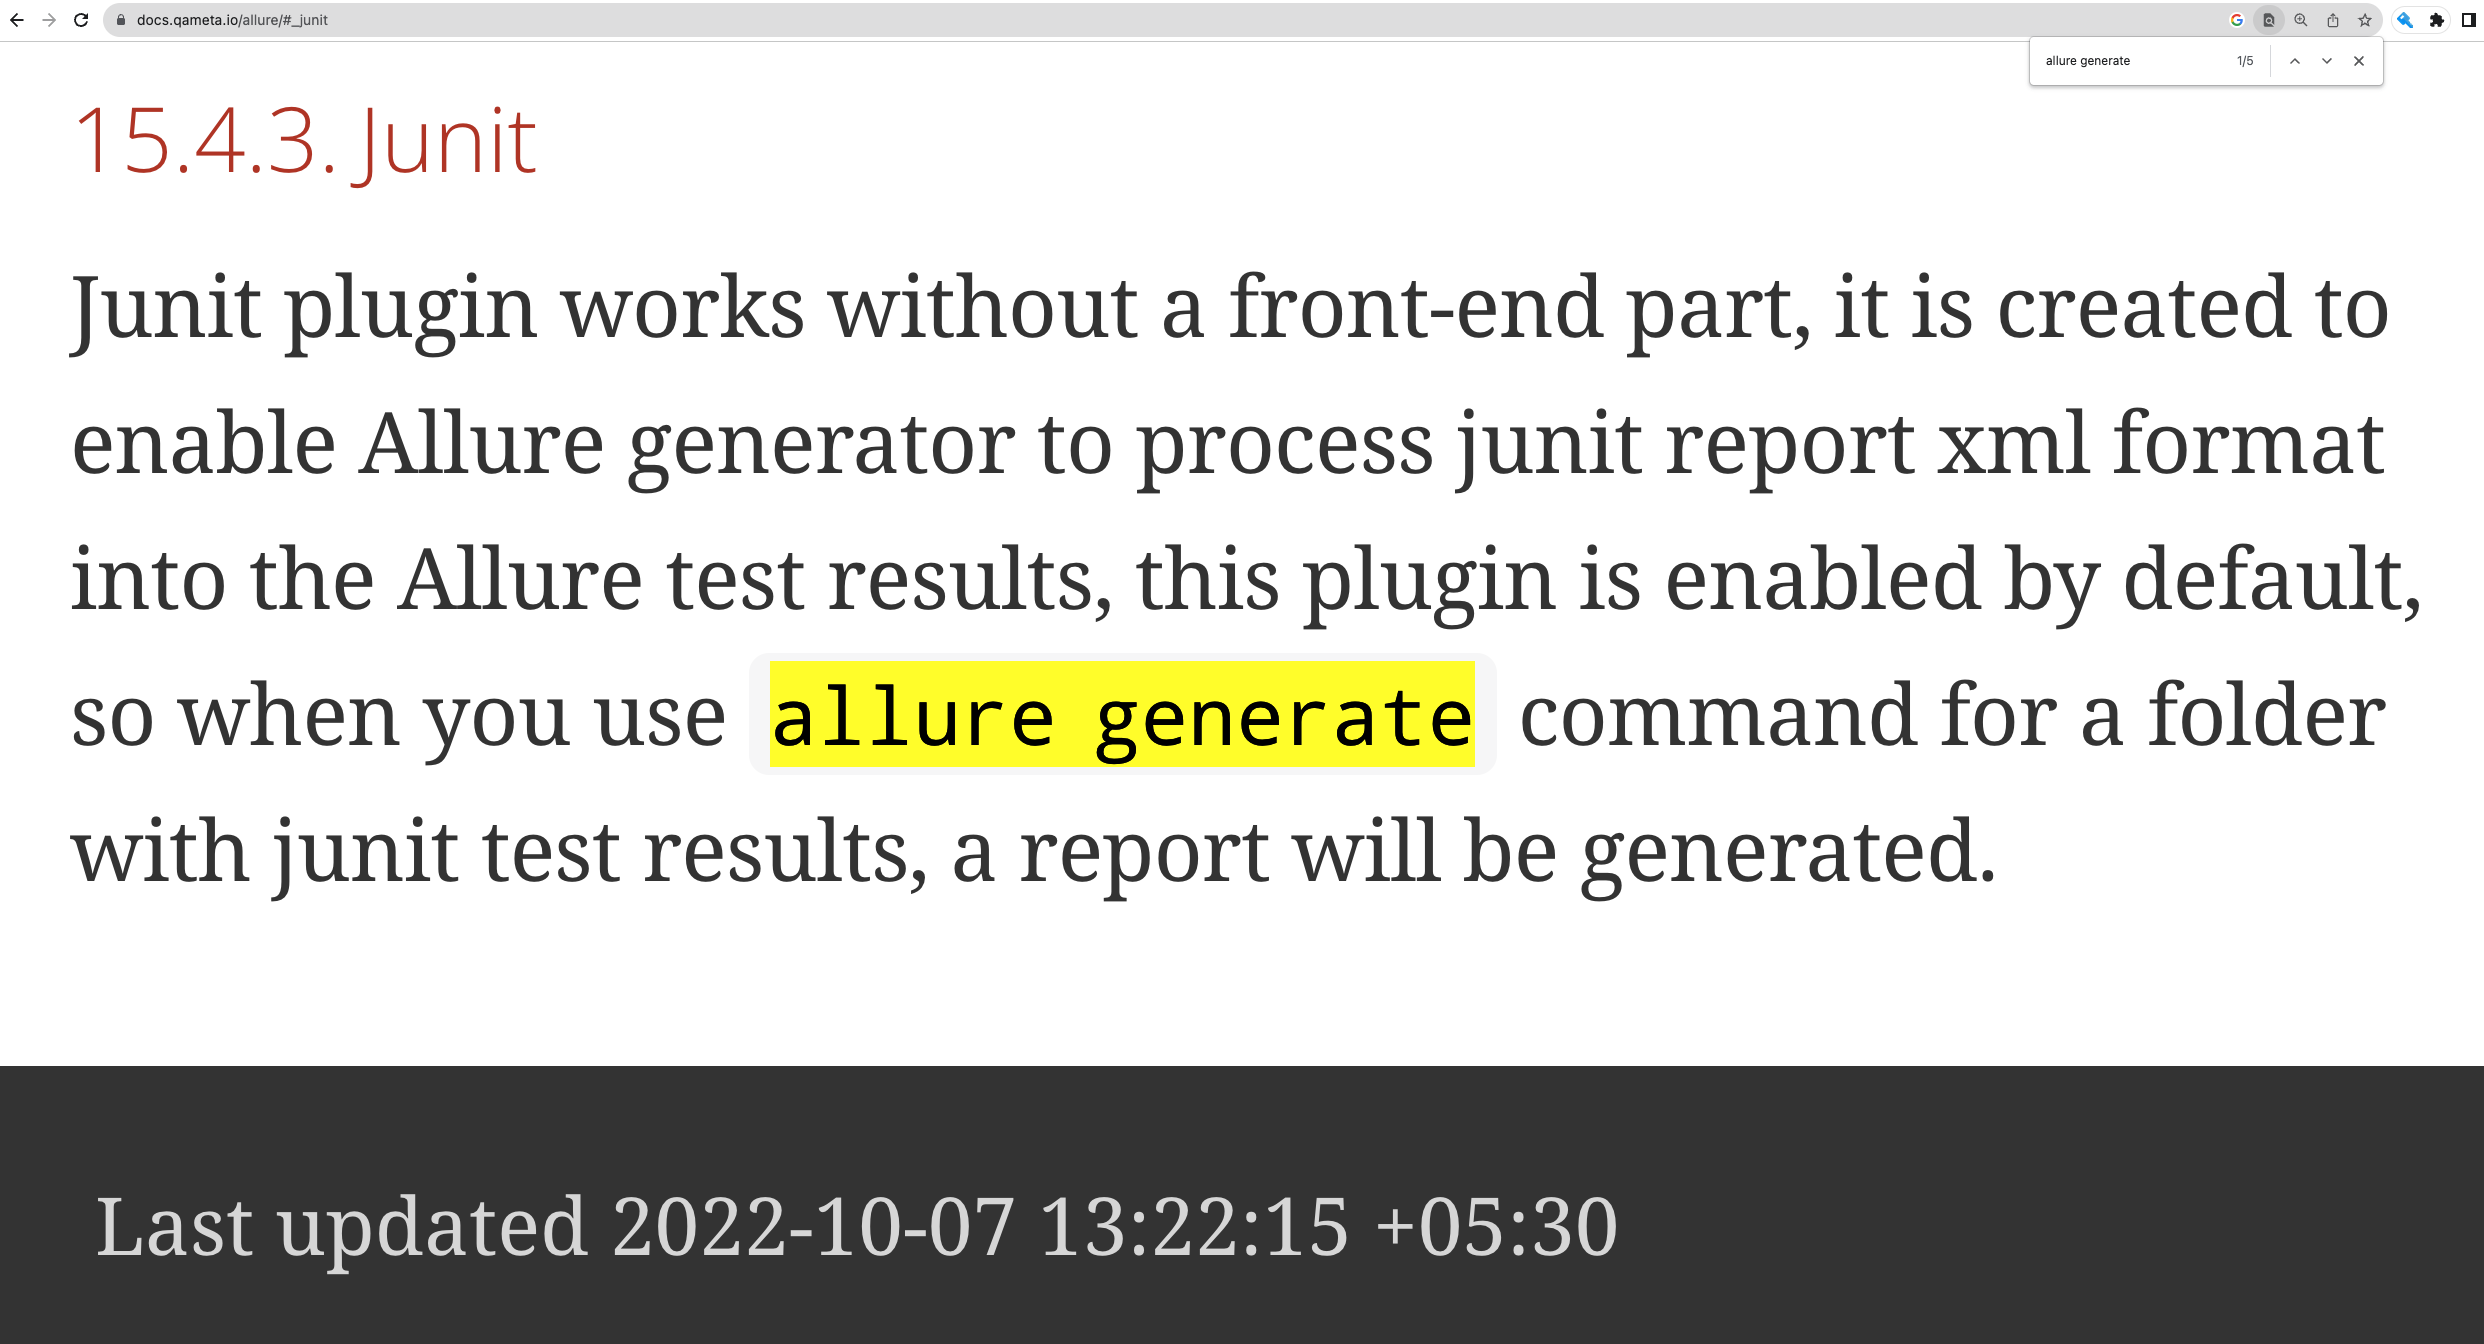 docs.qameta.io/allure/#_junit
allure generate 1/5
15.4.3. Junit
Junit plugin works without a front-end part, it is created to
enable Allure generator to process junit report xml format
into the Allure test results, this plugin is enabled by default,
so when you use allure generate command for a folder
with junit test results, a report will be generated.
Last updated 2022-10-07 13:22:15 +05:30